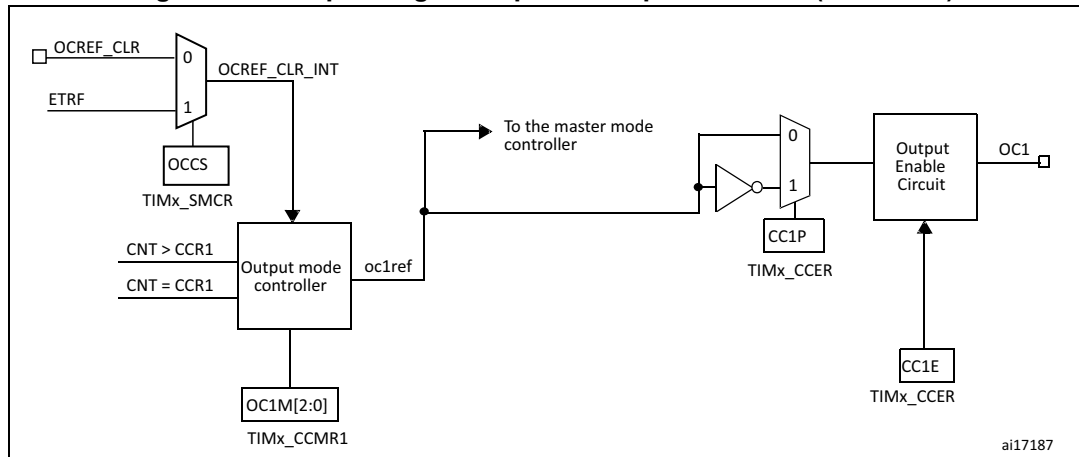 OCREF_CLR
0
OCREF_CLR_INT
ETRF
1
OCCS
TIMx_SMCR
To the master mode
controller
0
1
Output
Enable
Circuit
OC1
CC1P
TIMx_CCER
CNT > CCR1
CNT = CCR1
Output mode
controller
oc1ref
CC1E
TIMx_CCER
OC1M[2:0]
TIMx_CCMR1
ai17187